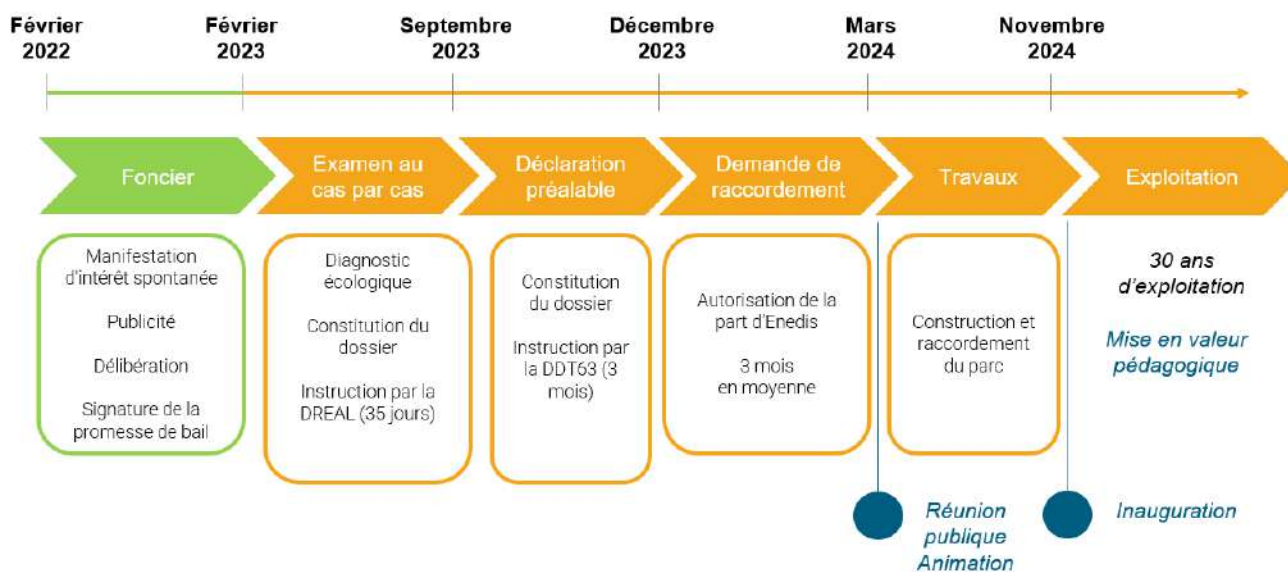 Février
2022
Février
2023
Septembre
2023
Décembre
2023
Mars
2024
Novembre
2024
Foncier
Examen au
cas par cas
Déclaration
préalable
Demande de
raccordement
Travaux
Exploitation
Manifestation
d'intérêt spontanée
Publicité
Délibération
Signature de la
promesse de bail
Diagnostic
écologique
Constitution du
dossier
Instruction par la
DREAL (35 jours)
Constitution
du dossier
Instruction par
la DDT63 (3
mois)
Autorisation de la
part d'Enedis
3 mois
en moyenne
Construction et
raccordement
du parc
30 ans
d'exploitation
Mise en valeur
pédagogique
Réunion
publique
Animation
Inauguration